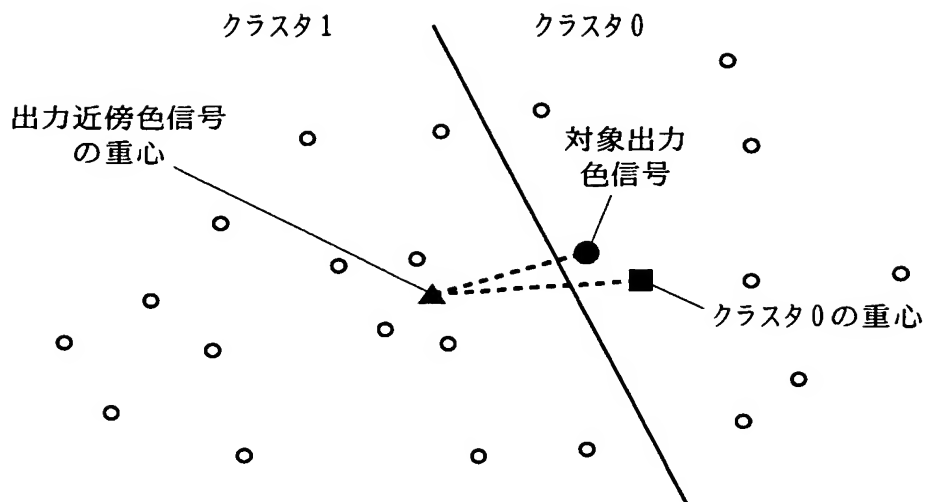 クラスタ1
クラスタ0
出力近傍色信号
の重心
対象出力
色信号
クラスタ0の重心